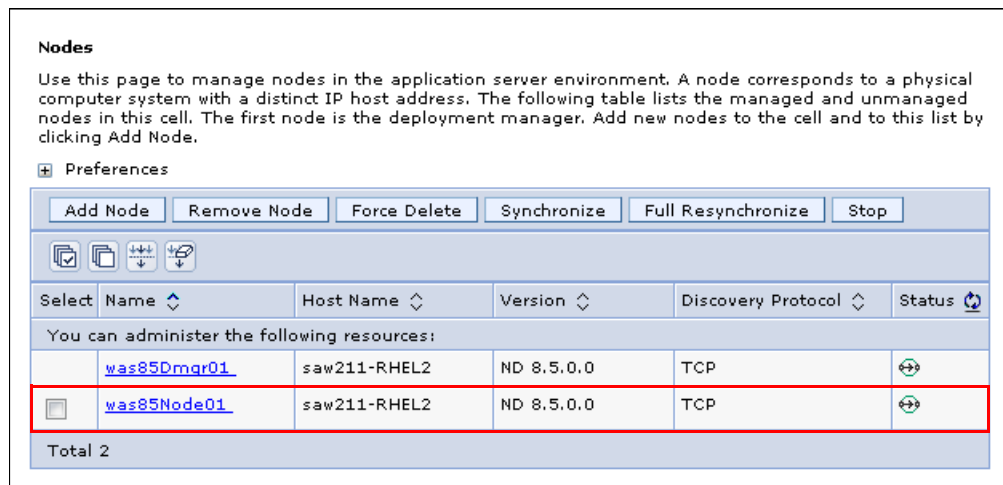 Nodes
Use this page to manage nodes in the application server environment. A node corresponds to a physical
computer system with a distinct IP host address. The following table lists the managed and unmanaged
nodes in this cell. The first node is the deployment manager. Add new nodes to the cell and to this list by
clicking Add Node.
Preferences
Add Node Remove Node Force Delete Synchronize Full Resynchronize Stop
Select Name Host Name Version Discovery Protocol Status
You can administer the following resources:
was85Dmgr01 saw211-RHEL2 ND 8.5.0.0 TCP
was85Node01 saw211-RHEL2 ND 8.5.0.0 TCP
Total 2